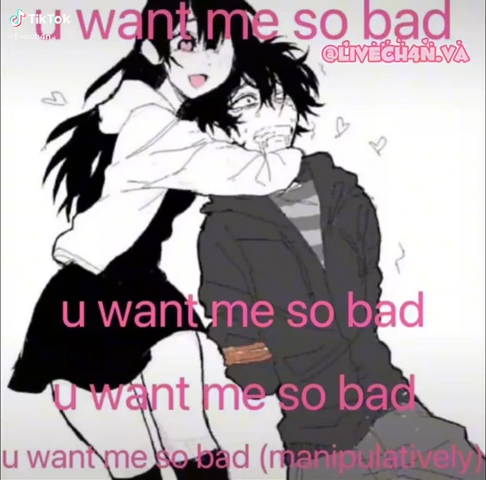 u want me so bad
TikTok
@LIVECH4N.VA
u want me so bad
u want me so bad
u want me so bad (manipulatively)